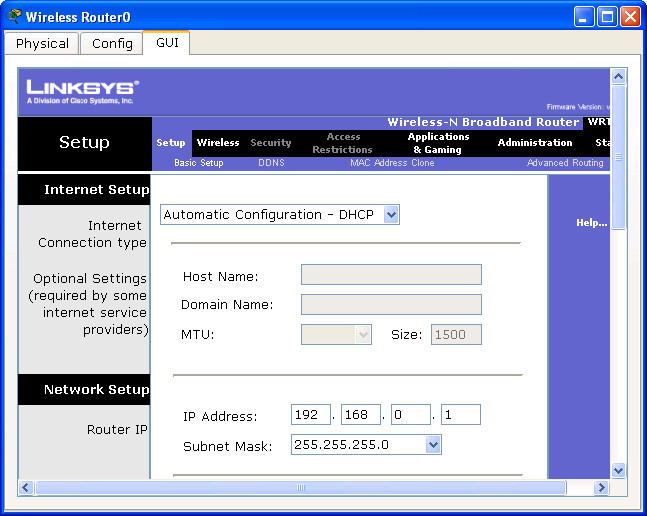 Wireless Router0
Physical Config GUI
LINKSYS®
A Division of Cisco Systems, Inc.
Firmware Version: v
Wireless-N Broadband Router WRT
Setup
Setup Wireless Security Access Restrictions Applications & Gaming Administration Sta
Basic Setup DDNS MAC Address Clone Advanced Routing
Internet Setup
Internet Connection type
Automatic Configuration - DHCP
Help...
Optional Settings
(required by some
internet service
providers)
Host Name:
Domain Name:
MTU: Size: 1500
Network Setup
Router IP
IP Address: 192 . 168 . 0 . 1
Subnet Mask: 255.255.255.0